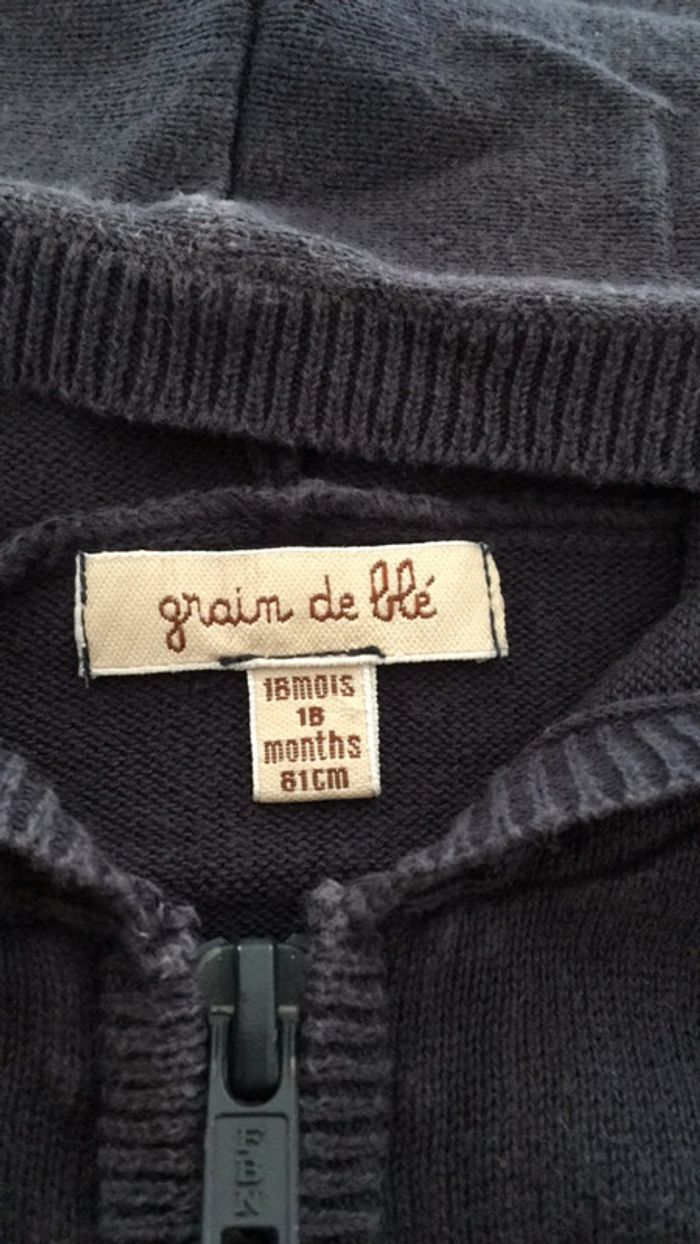 grain de blé
18mois
18
months
81cm